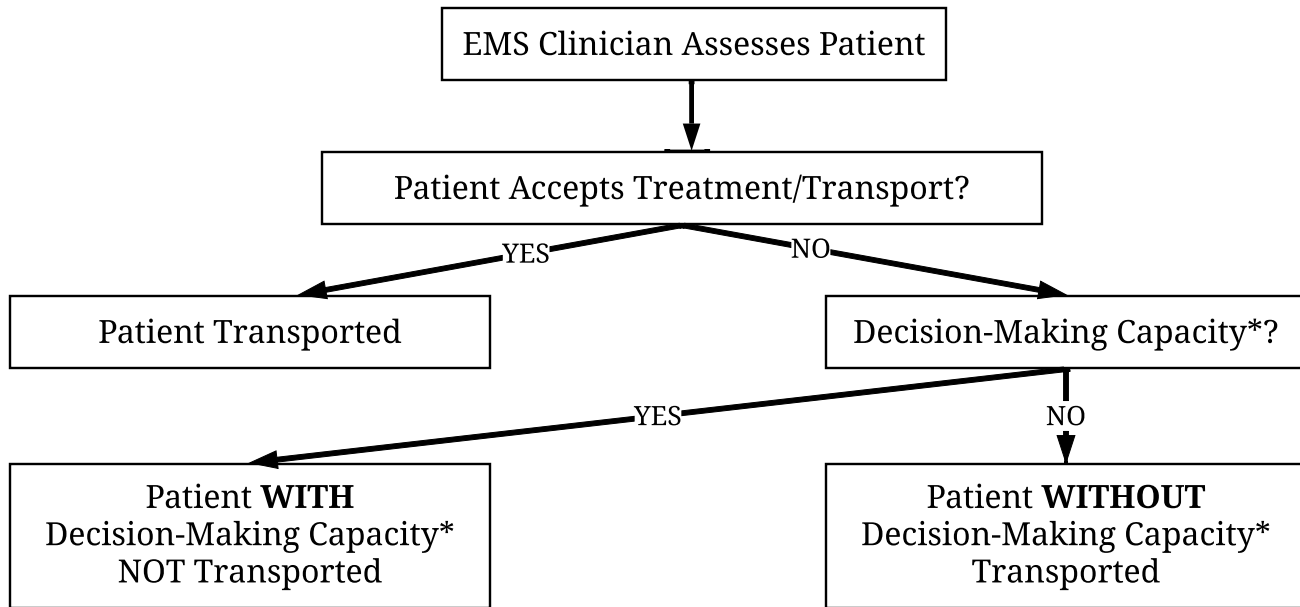 EMS Clinician Assesses Patient
Patient Accepts Treatment/Transport?
YES
NO
Patient Transported
Decision-Making Capacity*?
YES
NO
Patient WITH
Decision-Making Capacity*
NOT Transported
Patient WITHOUT
Decision-Making Capacity*
Transported